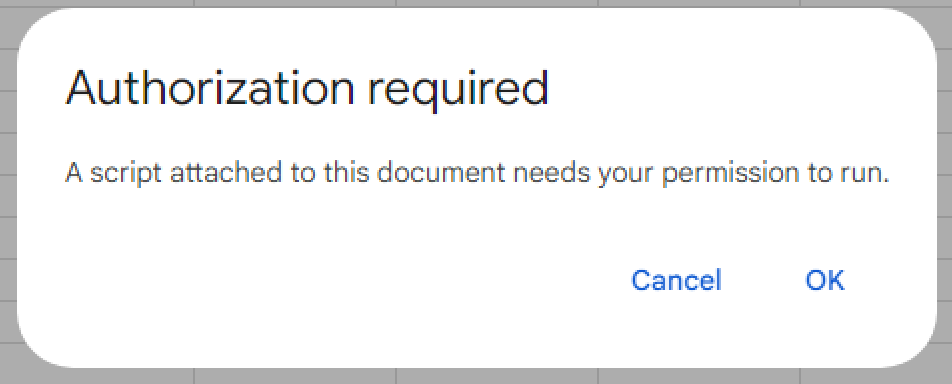 Authorization required
A script attached to this document needs your permission to run.
Cancel OK